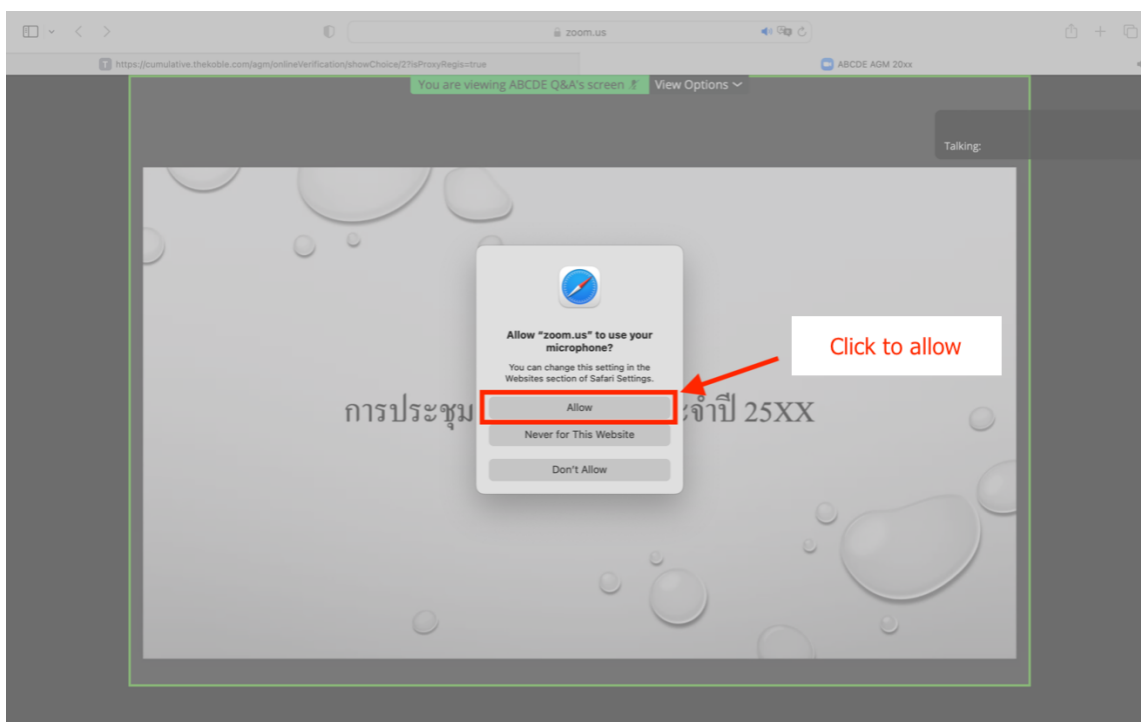 zoom.us
https://cumulative.thekoble.com/agm/onlineVerification/showChoice/2?isProxyRegis=true
ABCDE AGM 20xx
You are viewing ABCDE Q&A's screen
View Options
Talking:
Allow "zoom.us" to use your
microphone?
You can change this setting in the
Websites section of Safari Settings.
Click to allow
Allow
การประชุม ะจำปี 25XX
Never for This Website
Don't Allow